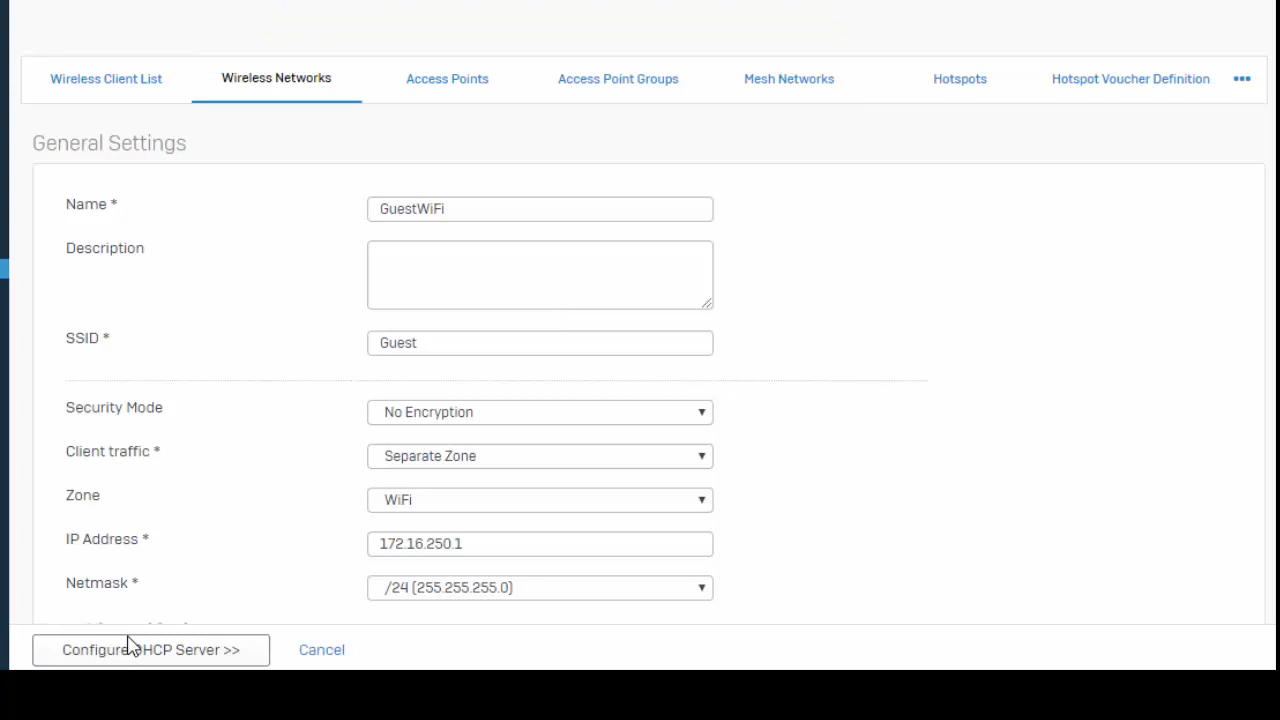 Wireless Client List
Wireless Networks
Access Points
Access Point Groups
Mesh Networks
Hotspots
Hotspot Voucher Definition
•••
General Settings
Name *
GuestWiFi
Description
SSID *
Guest
Security Mode
No Encryption
Client traffic *
Separate Zone
Zone
WiFi
IP Address *
172.16.250.1
Netmask *
/24 (255.255.255.0)
Configure DHCP Server >>
Cancel